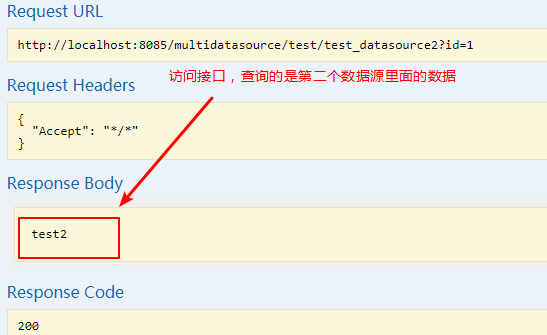 Request URL
http://localhost:8085/multidatasource/test/test_datasource2?id=1
访问接口，查询的是第二个数据源里面的数据
Request Headers
{
"Accept": "*/*"
}
Response Body
test2
Response Code
200